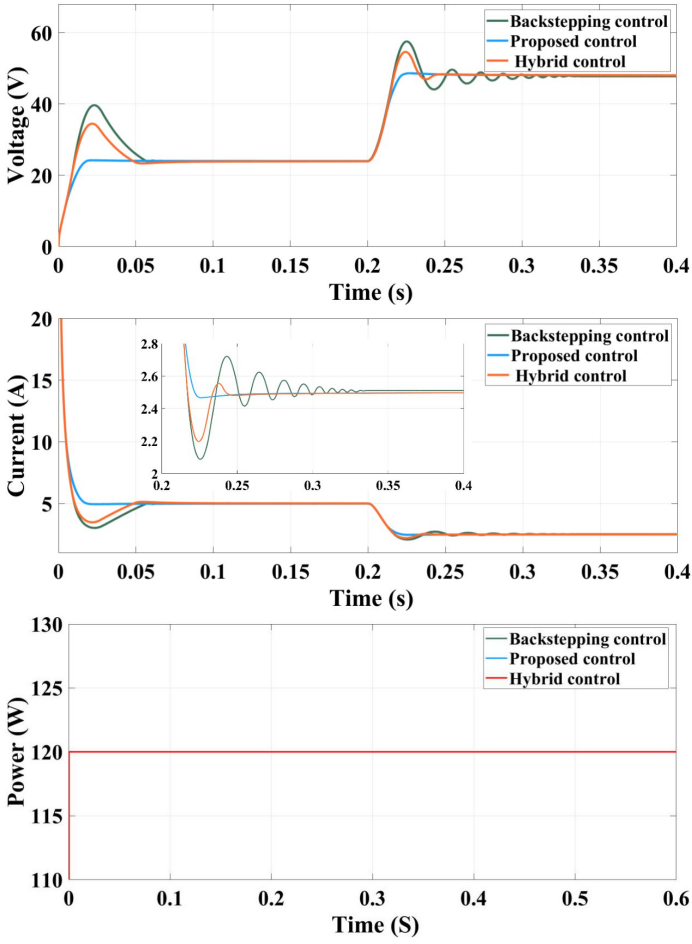 60
40
20
0
Voltage (V)
Backstepping control
Proposed control
Hybrid control
0 0.05 0.1 0.15 0.2 0.25 0.3 0.35 0.4
Time (s)
20
15
10
5
Current (A)
Backstepping control
Proposed control
Hybrid control
2.8
2.6
2.4
2.2
2
0.2 0.25 0.3 0.35 0.4
0 0.05 0.1 0.15 0.2 0.25 0.3 0.35 0.4
Time (s)
130
125
120
115
110
Power (W)
Backstepping control
Proposed control
Hybrid control
0 0.1 0.2 0.3 0.4 0.5 0.6
Time (S)